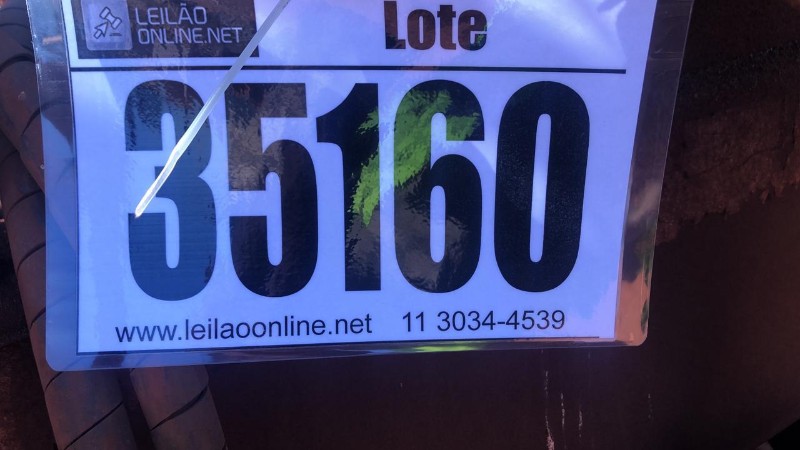 LEILÃO
ONLINE.NET
Lote
35160
www.leilaoonline.net 11 3034-4539